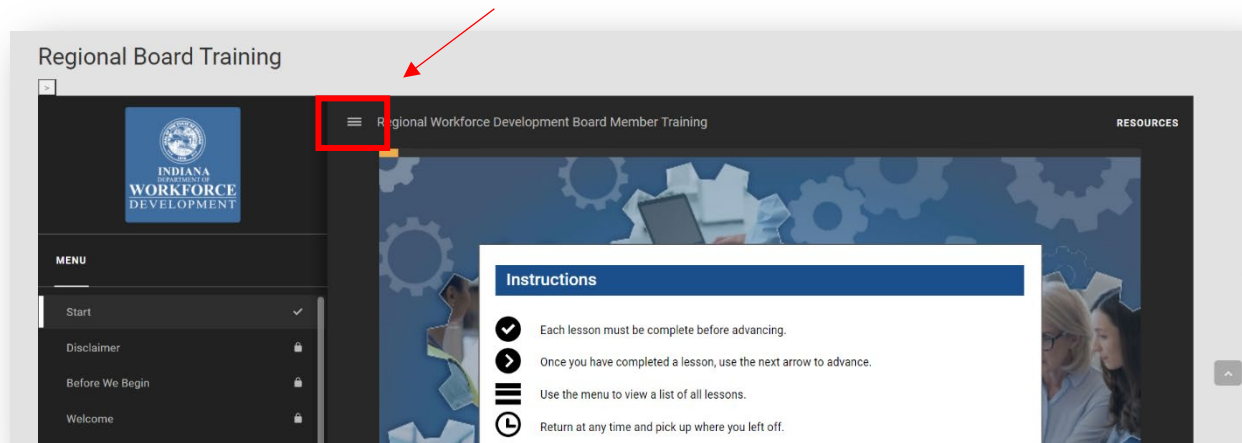 Regional Board Training
>
INDIANA
DEPARTMENT OF
WORKFORCE
DEVELOPMENT
Regional Workforce Development Board Member Training
RESOURCES
MENU
Start
Disclaimer
Before We Begin
Welcome
Instructions
Each lesson must be complete before advancing.
Once you have completed a lesson, use the next arrow to advance.
Use the menu to view a list of all lessons.
Return at any time and pick up where you left off.